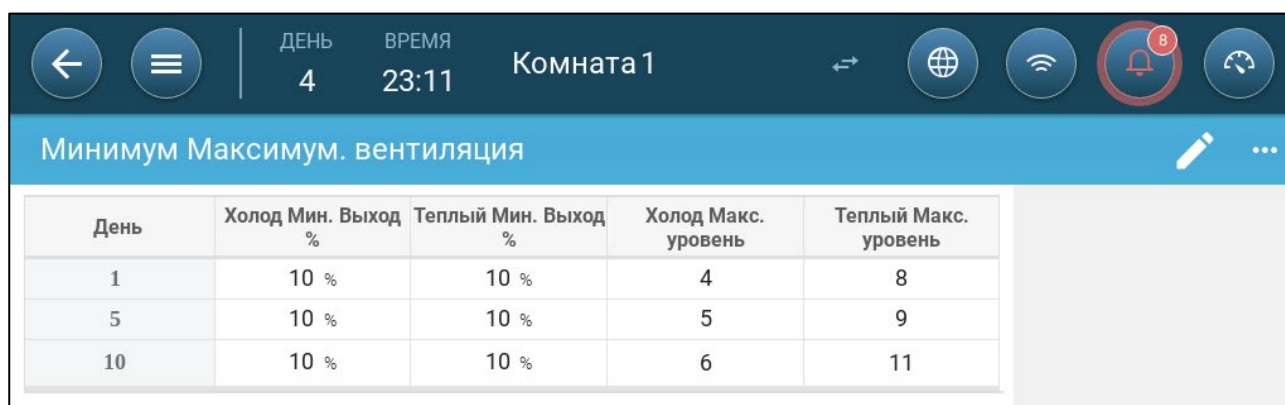 ДЕНЬ ВРЕМЯ
4 23:11 Комната 1 8
Минимум Максимум. вентиляция
День Холод Мин. Выход % Теплый Мин. Выход % Холод Макс. уровень Теплый Макс. уровень
1 10 % 10 % 4 8
5 10 % 10 % 5 9
10 10 % 10 % 6 11